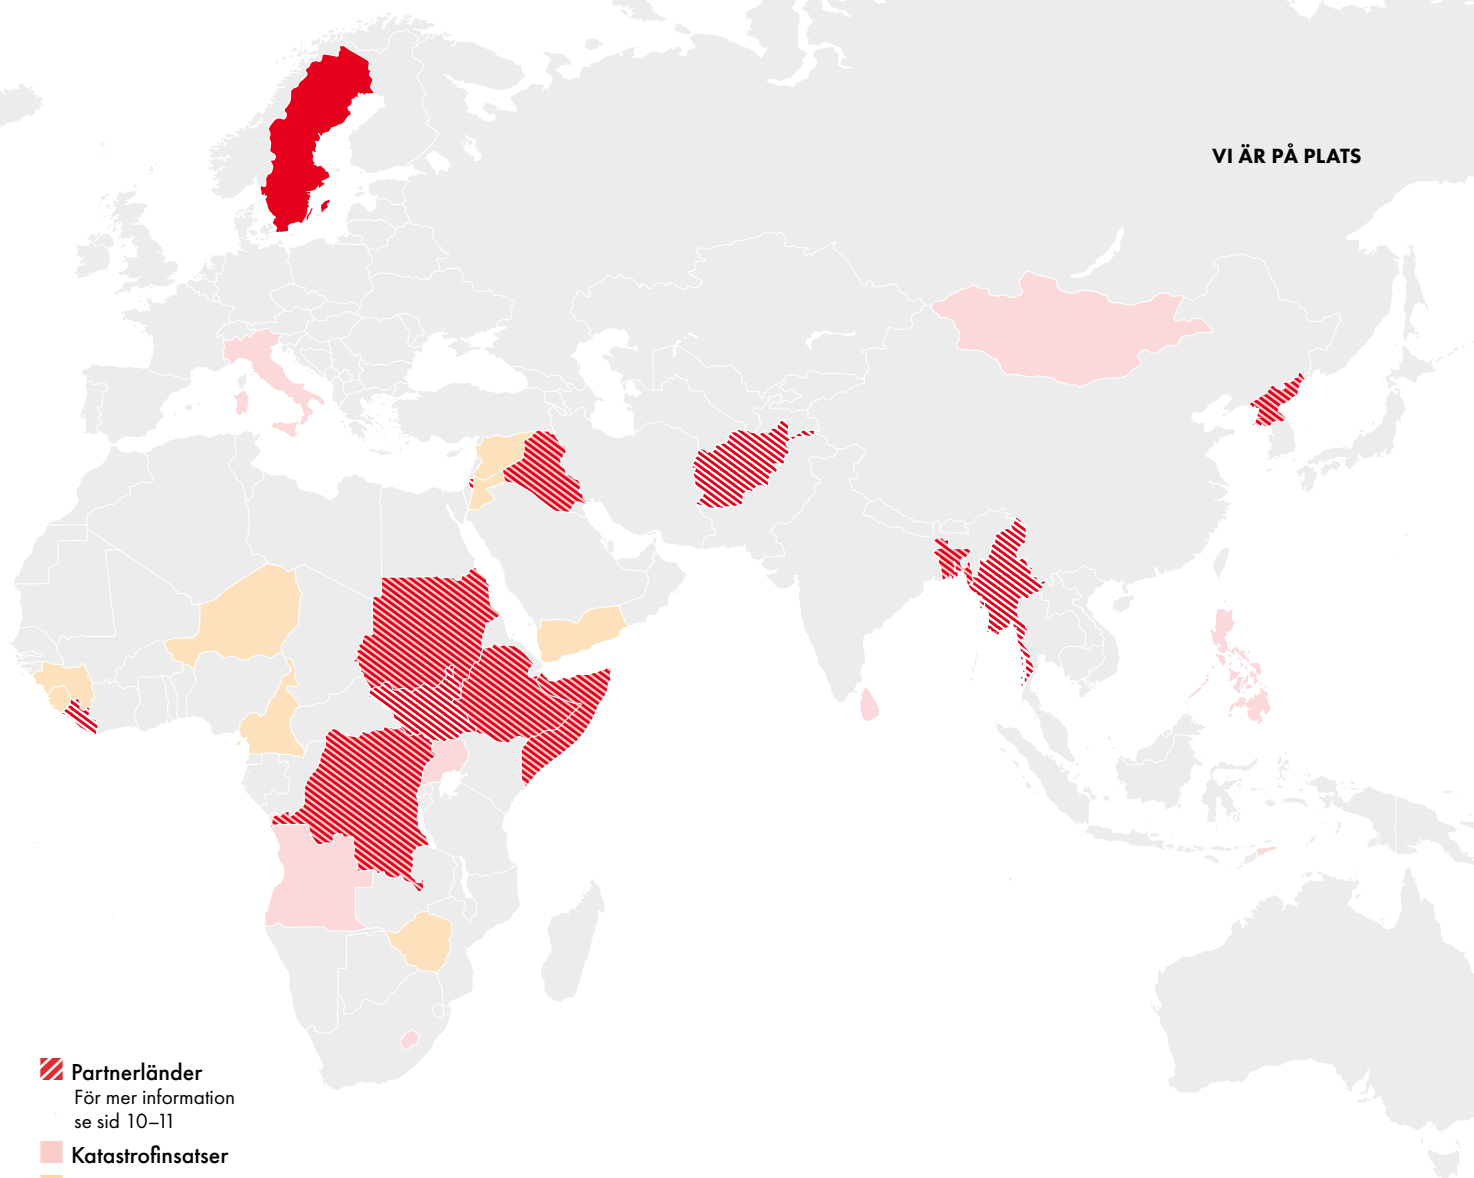 VI ÄR PÅ PLATS
Partnerländer
För mer information
se sid 10–11
Katastrofinsatser